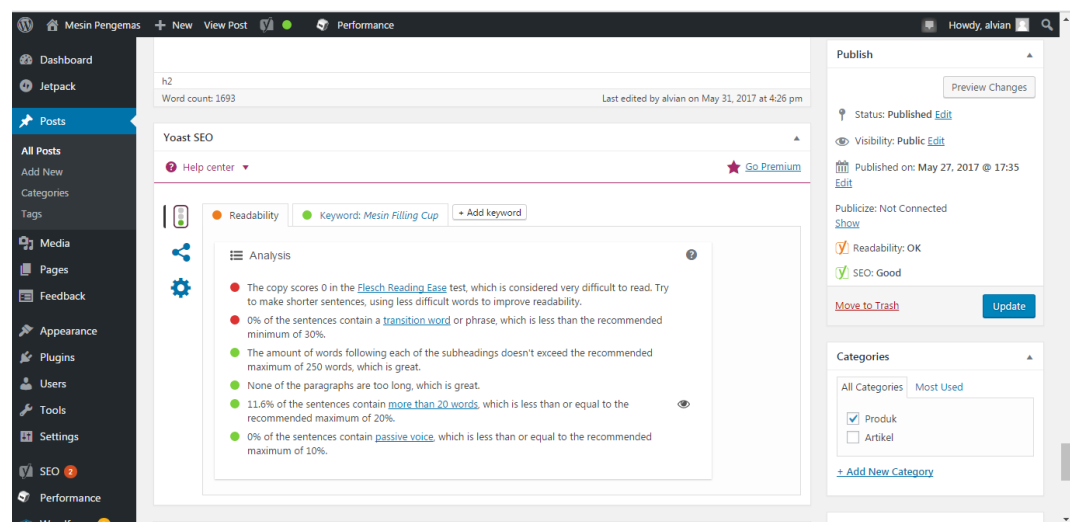 Mesin Pengemas + New View Post Performance Howdy, alvian
Dashboard
Jetpack
Posts
All Posts
Add New
Categories
Tags
Media
Pages
Feedback
Appearance
Plugins
Users
Tools
Settings
SEO 2
Performance
h2
Word count: 1693 Last edited by alvian on May 31, 2017 at 4:26 pm
Yoast SEO
Help center Go Premium
Readability Keyword: Mesin Filling Cup + Add keyword
Analysis
The copy scores 0 in the Flesch Reading Ease test, which is considered very difficult to read. Try
to make shorter sentences, using less difficult words to improve readability.
0% of the sentences contain a transition word or phrase, which is less than the recommended
minimum of 30%.
The amount of words following each of the subheadings doesn't exceed the recommended
maximum of 250 words, which is great.
None of the paragraphs are too long, which is great.
11.6% of the sentences contain more than 20 words, which is less than or equal to the
recommended maximum of 20%.
0% of the sentences contain passive voice, which is less than or equal to the recommended
maximum of 10%.
Publish
Preview Changes
Status: Published Edit
Visibility: Public Edit
Published on: May 27, 2017 @ 17:35
Edit
Publicize: Not Connected
Show
Readability: OK
SEO: Good
Move to Trash Update
Categories
All Categories Most Used
Produk
Artikel
+ Add New Category